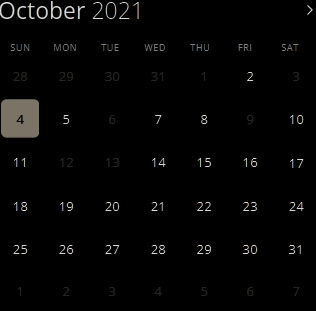 October 2021
SUN MON TUE WED THU FRI SAT
28 29 30 31 1 2 3
4 5 6 7 8 9 10
11 12 13 14 15 16 17
18 19 20 21 22 23 24
25 26 27 28 29 30 31
1 2 3 4 5 6 7